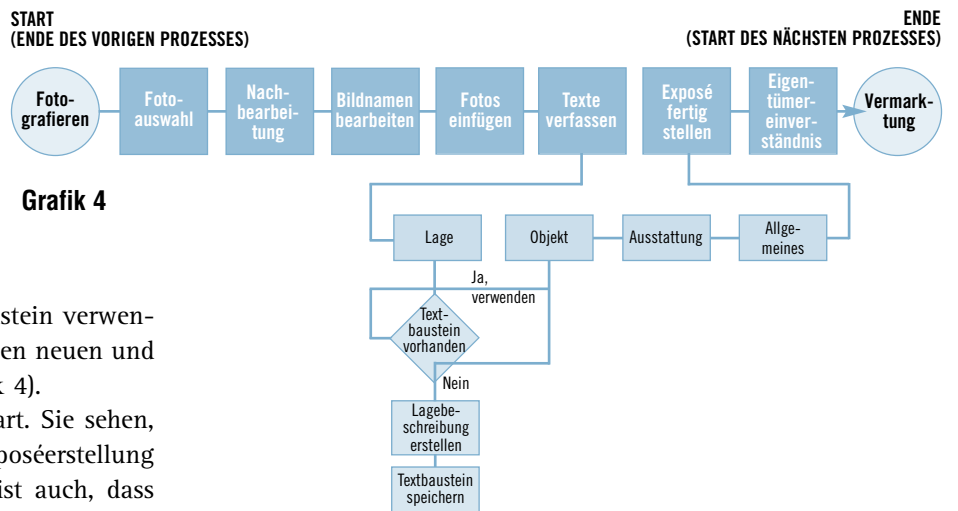 START
(ENDE DES VORIGEN PROZESSES)
ENDE
(START DES NÄCHSTEN PROZESSES)
Foto-
grafieren
Foto-
auswahl
Nach-
bearbei-
tung
Bildnamen
bearbeiten
Fotos
einfügen
Texte
verfassen
Exposé
fertig
stellen
Eigen-
tümer-
einver-
ständnis
Vermark-
tung
Grafik 4
Lage
Objekt
Ausstattung
Allge-
meines
Ja,
verwenden
Text-
baustein
vorhanden
Nein
Lagebe-
schreibung
erstellen
Textbaustein
speichern
stein verwen-
en neuen und
k 4).
art. Sie sehen,
poséerstellung
ist auch, dass